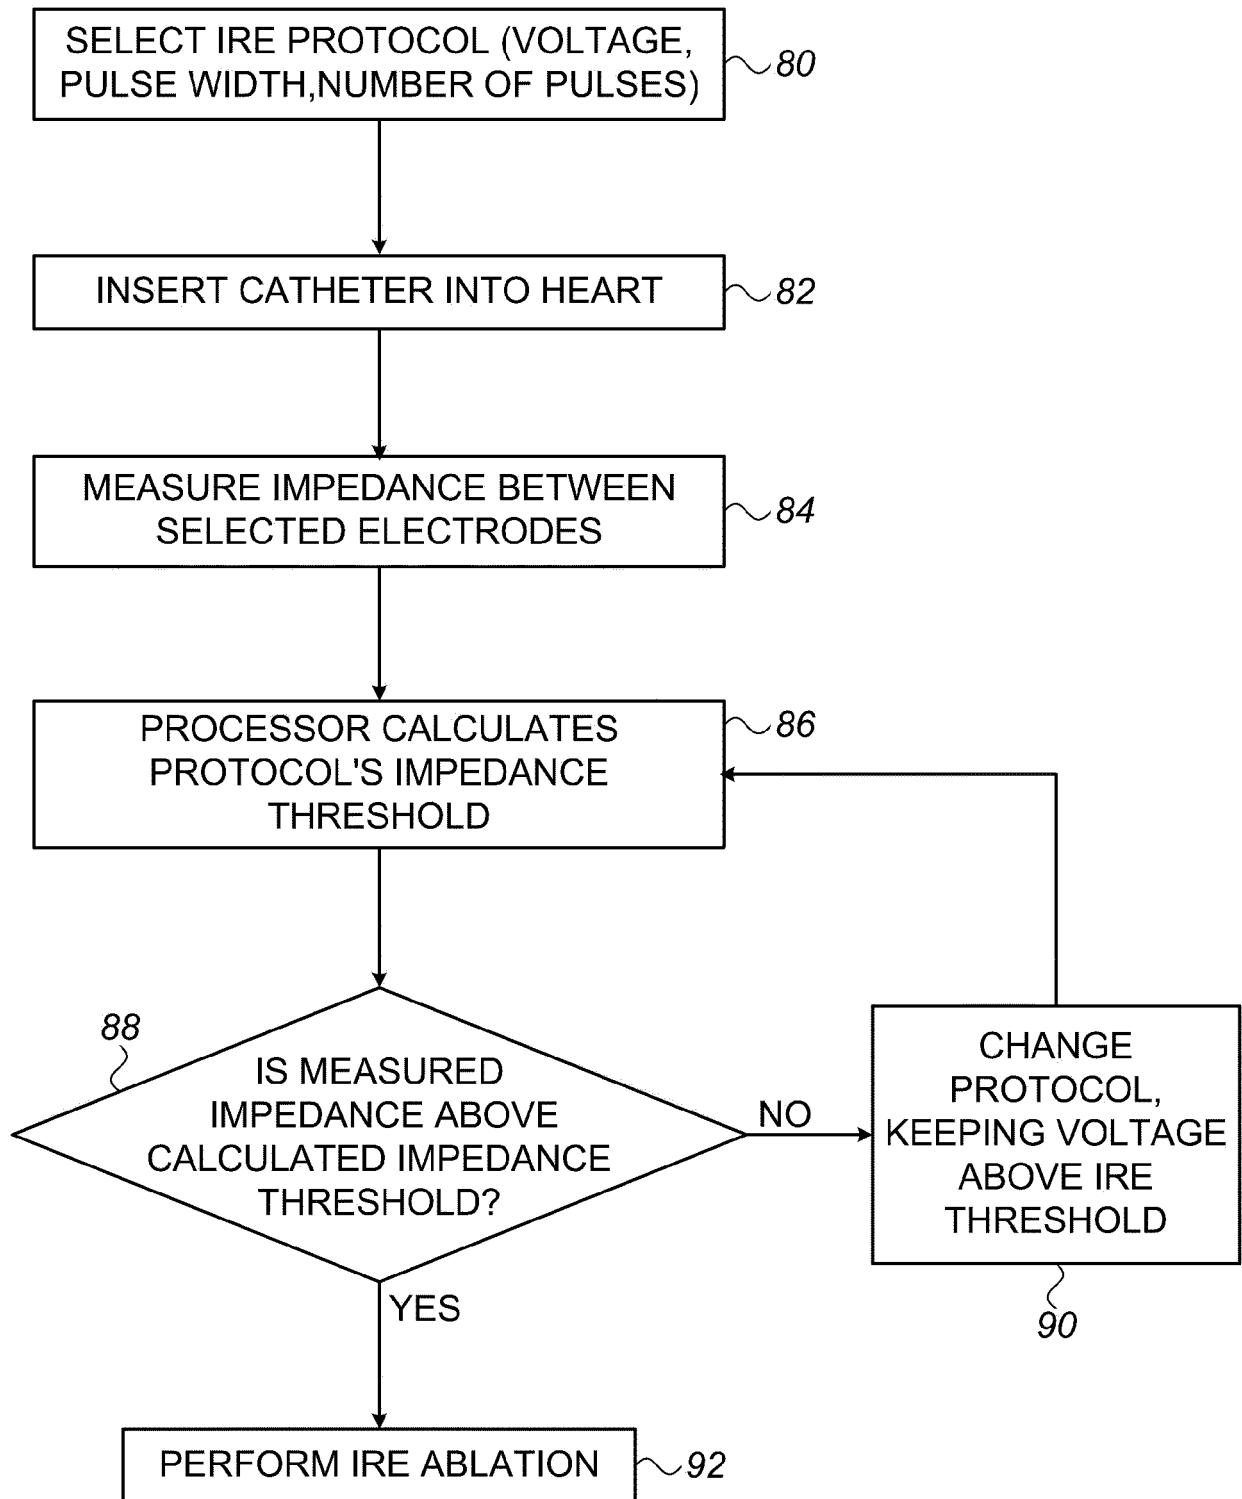 SELECT IRE PROTOCOL (VOLTAGE,
PULSE WIDTH,NUMBER OF PULSES)
80
INSERT CATHETER INTO HEART
82
MEASURE IMPEDANCE BETWEEN
SELECTED ELECTRODES
84
PROCESSOR CALCULATES
PROTOCOL'S IMPEDANCE
THRESHOLD
86
88
IS MEASURED
IMPEDANCE ABOVE
CALCULATED IMPEDANCE
THRESHOLD?
NO
CHANGE
PROTOCOL,
KEEPING VOLTAGE
ABOVE IRE
THRESHOLD
90
YES
PERFORM IRE ABLATION
92